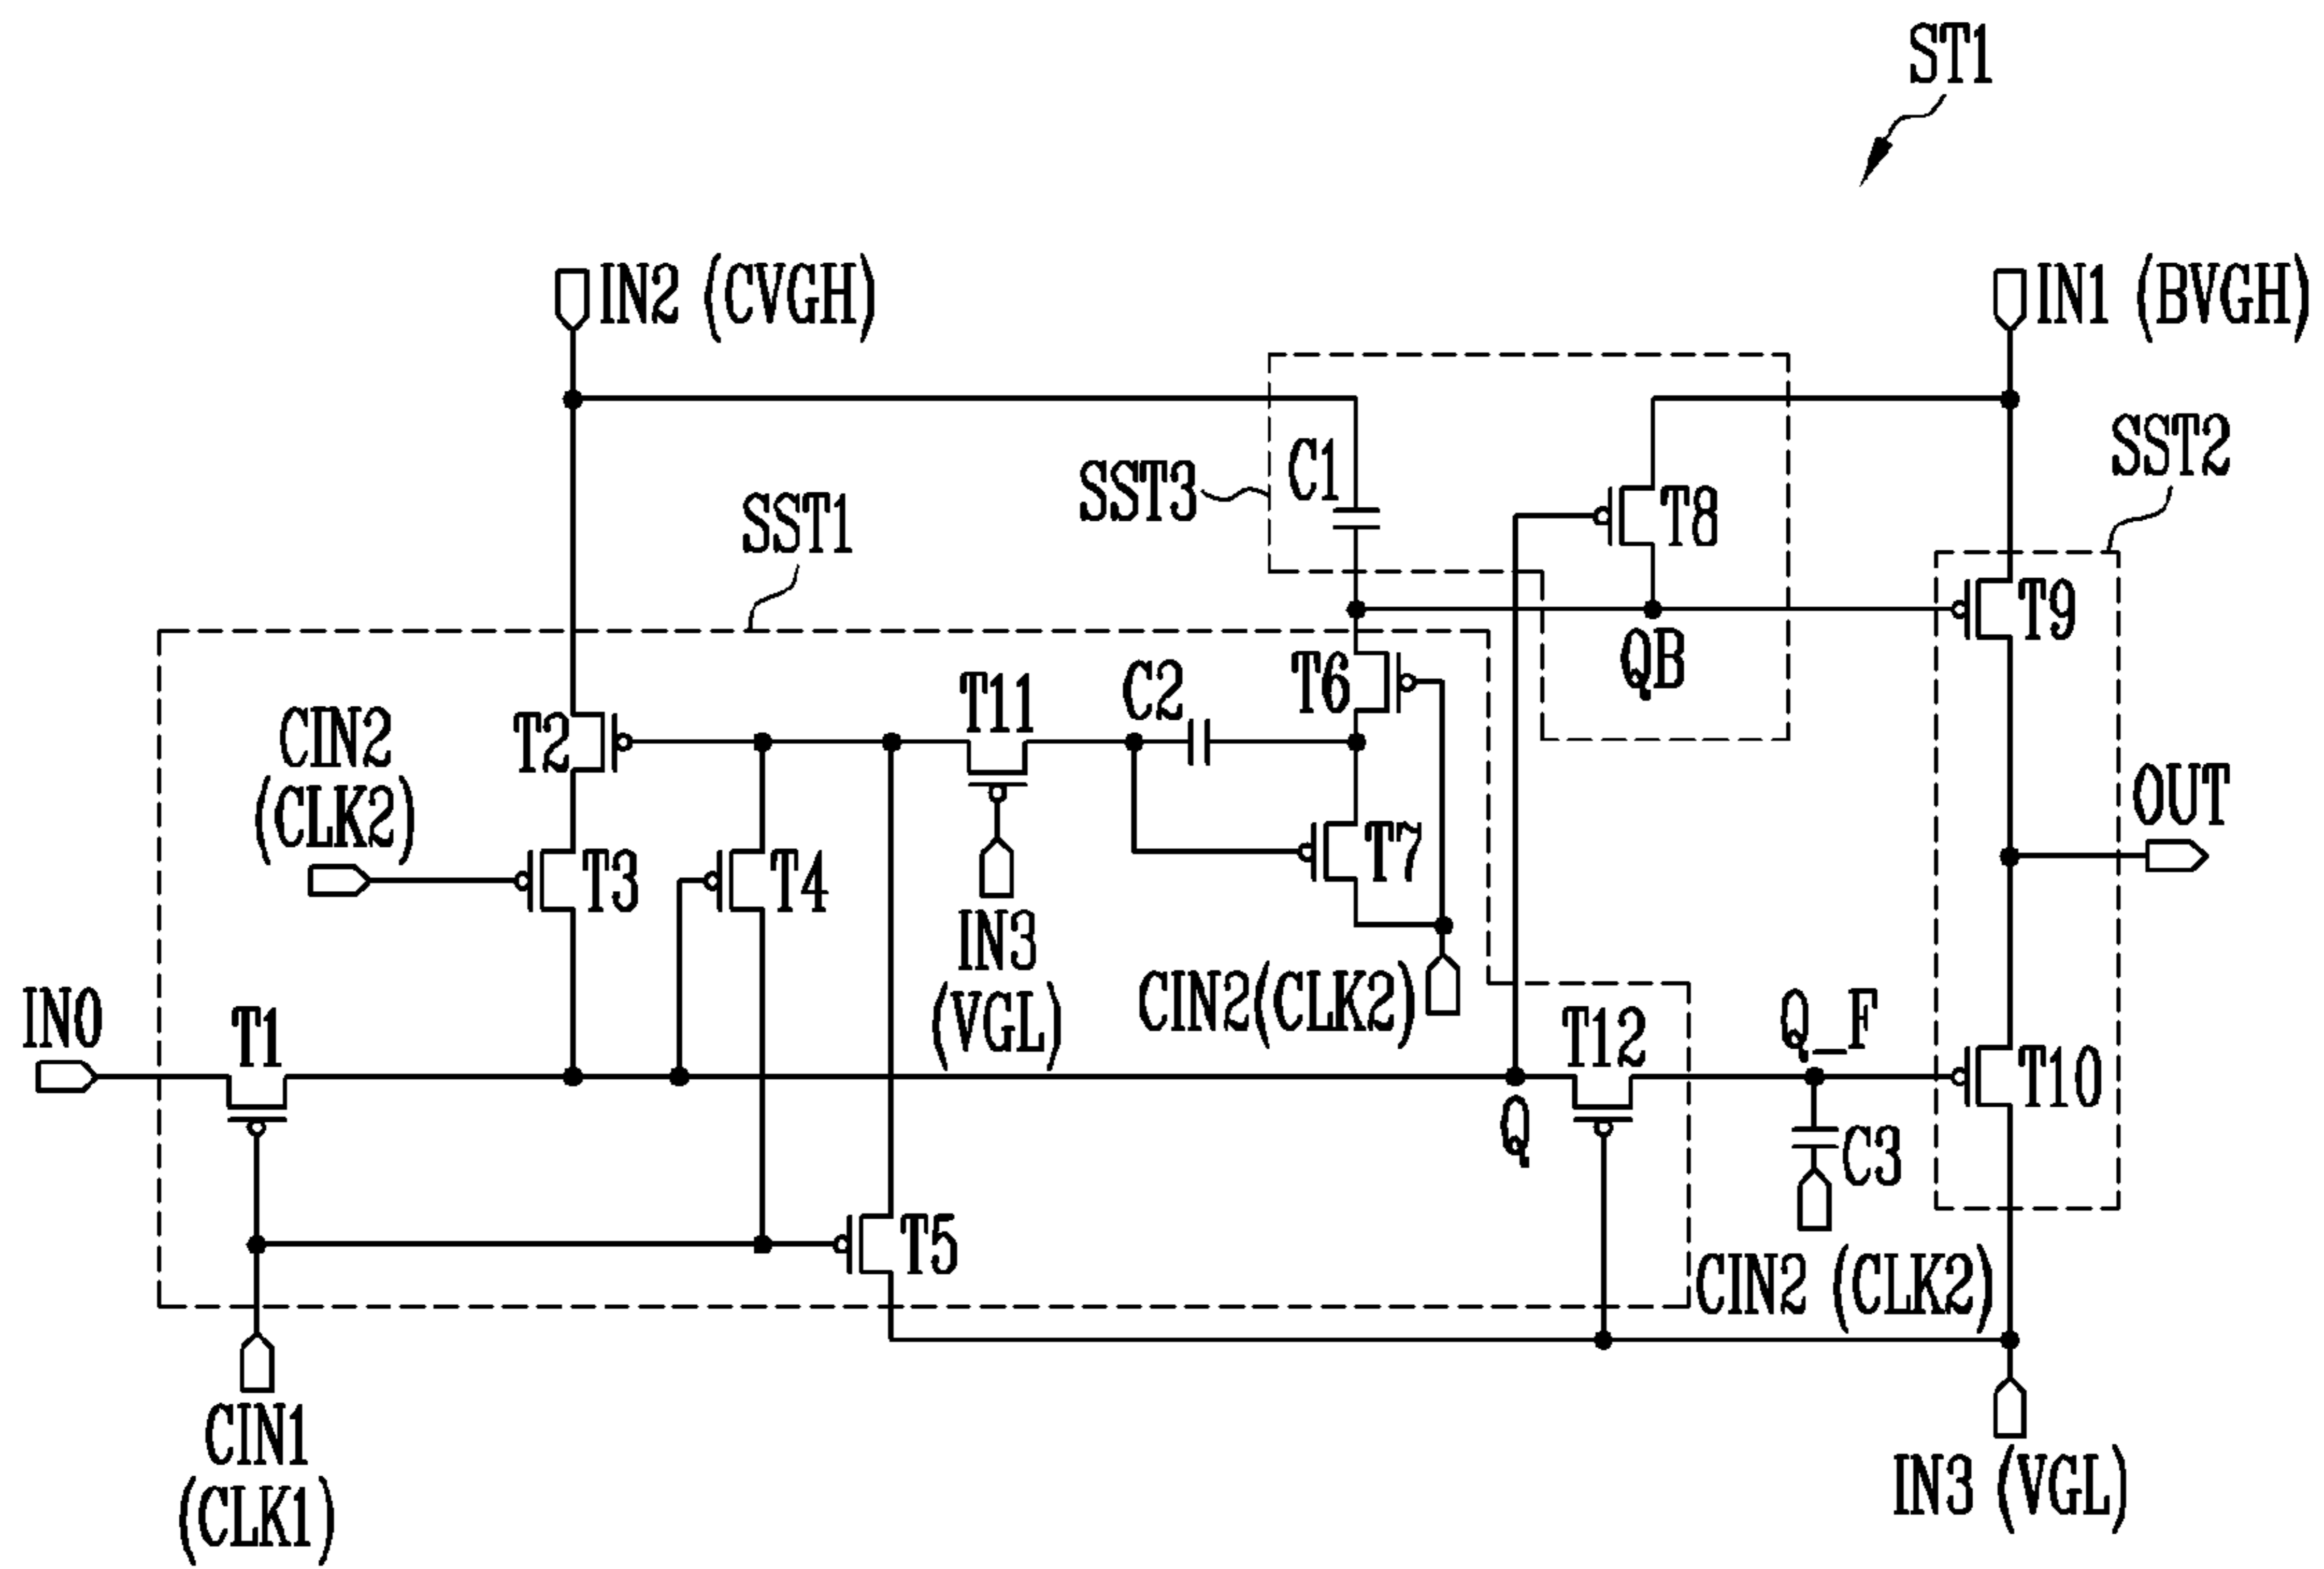 ST1
IN2 (CVGH)
IN1 (BVGH)
SST2
C1
SST3
T8
SST1
T9
QB
T6
C2
T11
T2
CIN2
(CLK2)
OUT
T7
T3
T4
IN3
(VGL)
CIN2(CLK2)
IN0
T1
T12
Q_F
T10
Q
C3
T5
CIN2 (CLK2)
CIN1
(CLK1)
IN3 (VGL)